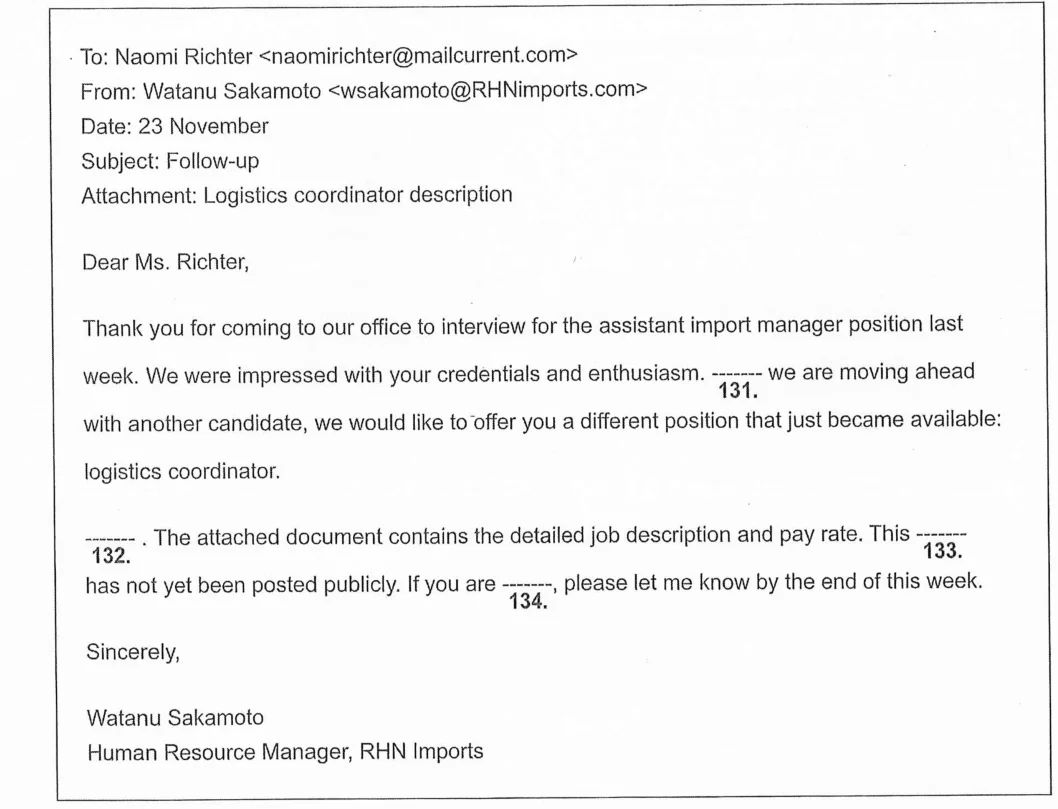 To: Naomi Richter <naomirichter@mailcurrent.com>
From: Watanu Sakamoto <wsakamoto@RHNimports.com>
Date: 23 November
Subject: Follow-up
Attachment: Logistics coordinator description
Dear Ms. Richter,
Thank you for coming to our office to interview for the assistant import manager position last
week. We were impressed with your credentials and enthusiasm. ------- we are moving ahead
131.
with another candidate, we would like to offer you a different position that just became available:
logistics coordinator.
------- . The attached document contains the detailed job description and pay rate. This -------
132. 133.
has not yet been posted publicly. If you are -------, please let me know by the end of this week.
134.
Sincerely,
Watanu Sakamoto
Human Resource Manager, RHN Imports